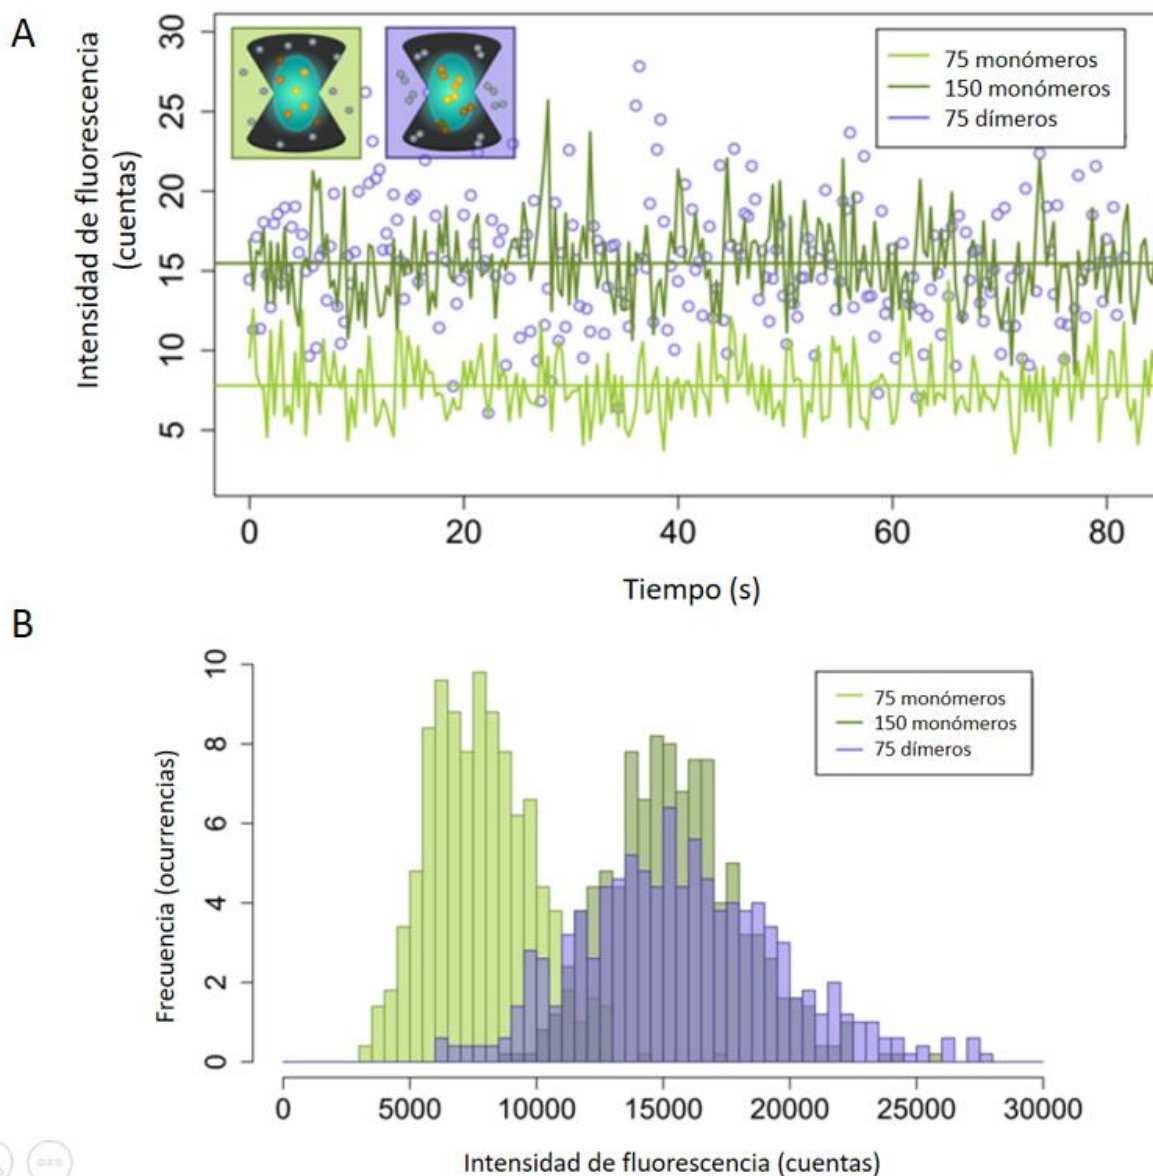 A
Intensidad de fluorescencia
(cuentas)
30
25
20
15
10
5
75 monómeros
150 monómeros
75 dímeros
0 20 40 60 80
Tiempo (s)
B
Frecuencia (ocurrencias)
10
8
6
4
2
0
75 monómeros
150 monómeros
75 dímeros
0 5000 10000 15000 20000 25000 30000
Intensidad de fluorescencia (cuentas)